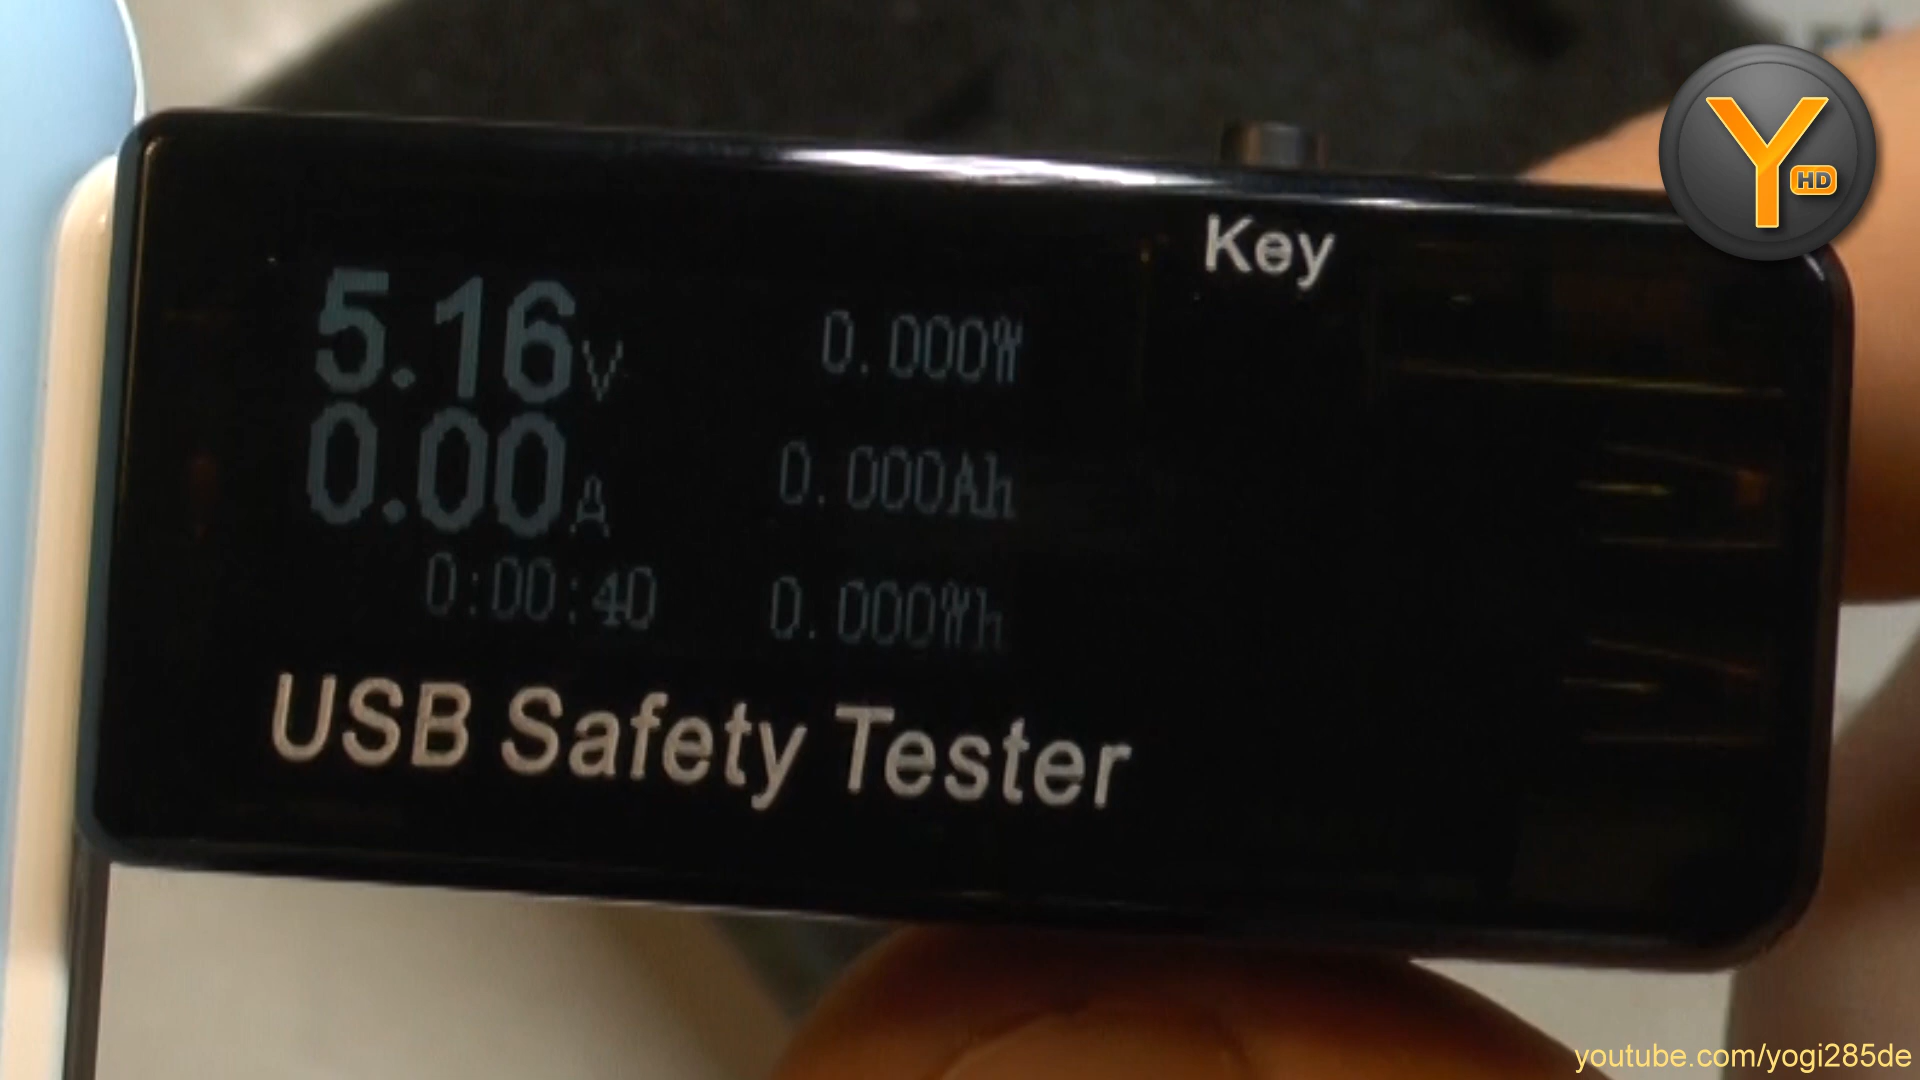 Y HD
Key
5.16V 0.000W
0.00A 0.000Ah
0:00:40 0.000Wh
USB Safety Tester
youtube.com/yogi285de